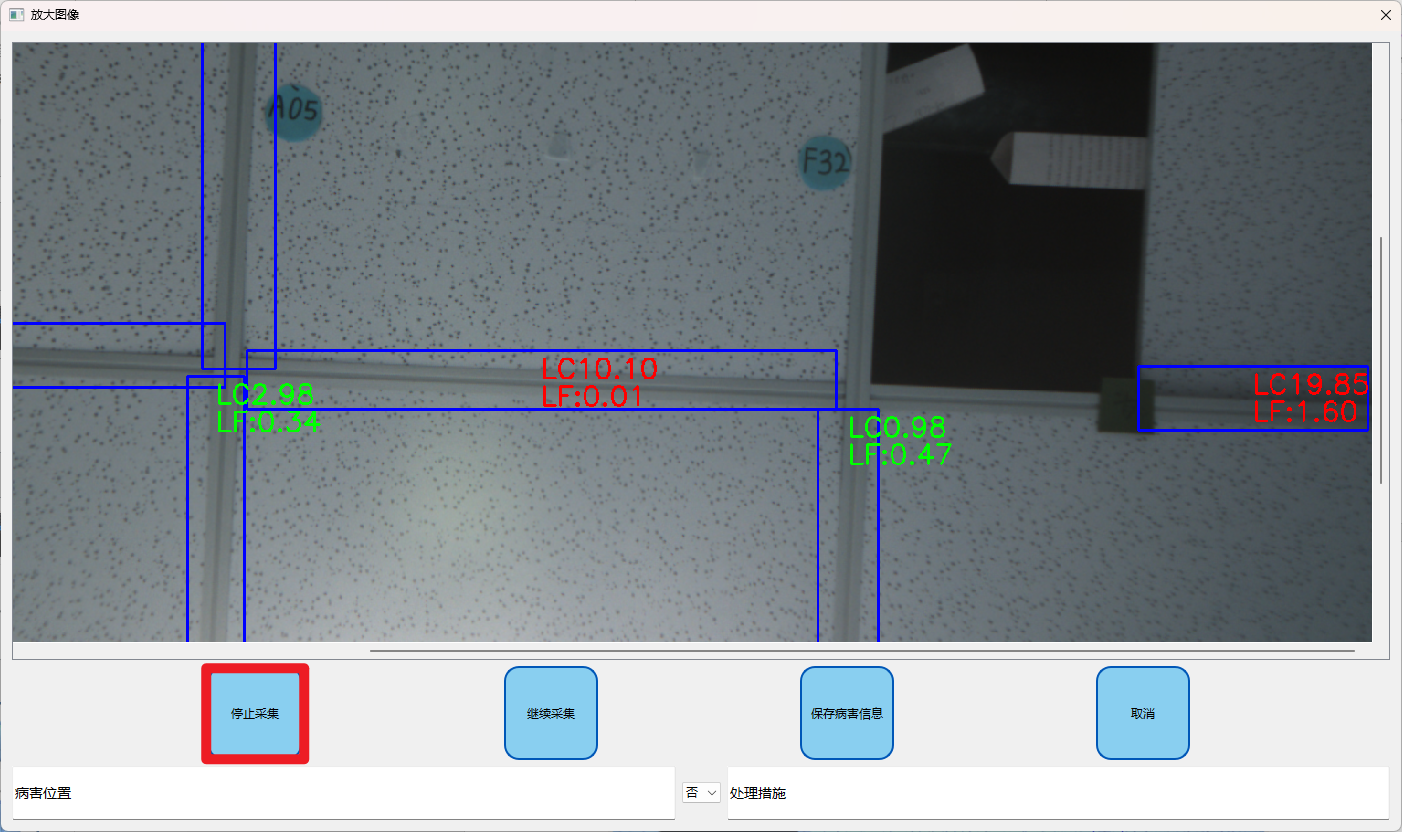 放大图像
A05
F32
LC10.10
LF:0.01
LC19.85
LF:1.60
LC2.98
LF:0.34
LC0.98
LF:0.47
停止采集
继续采集
保存病害信息
取消
病害位置
否
处理措施